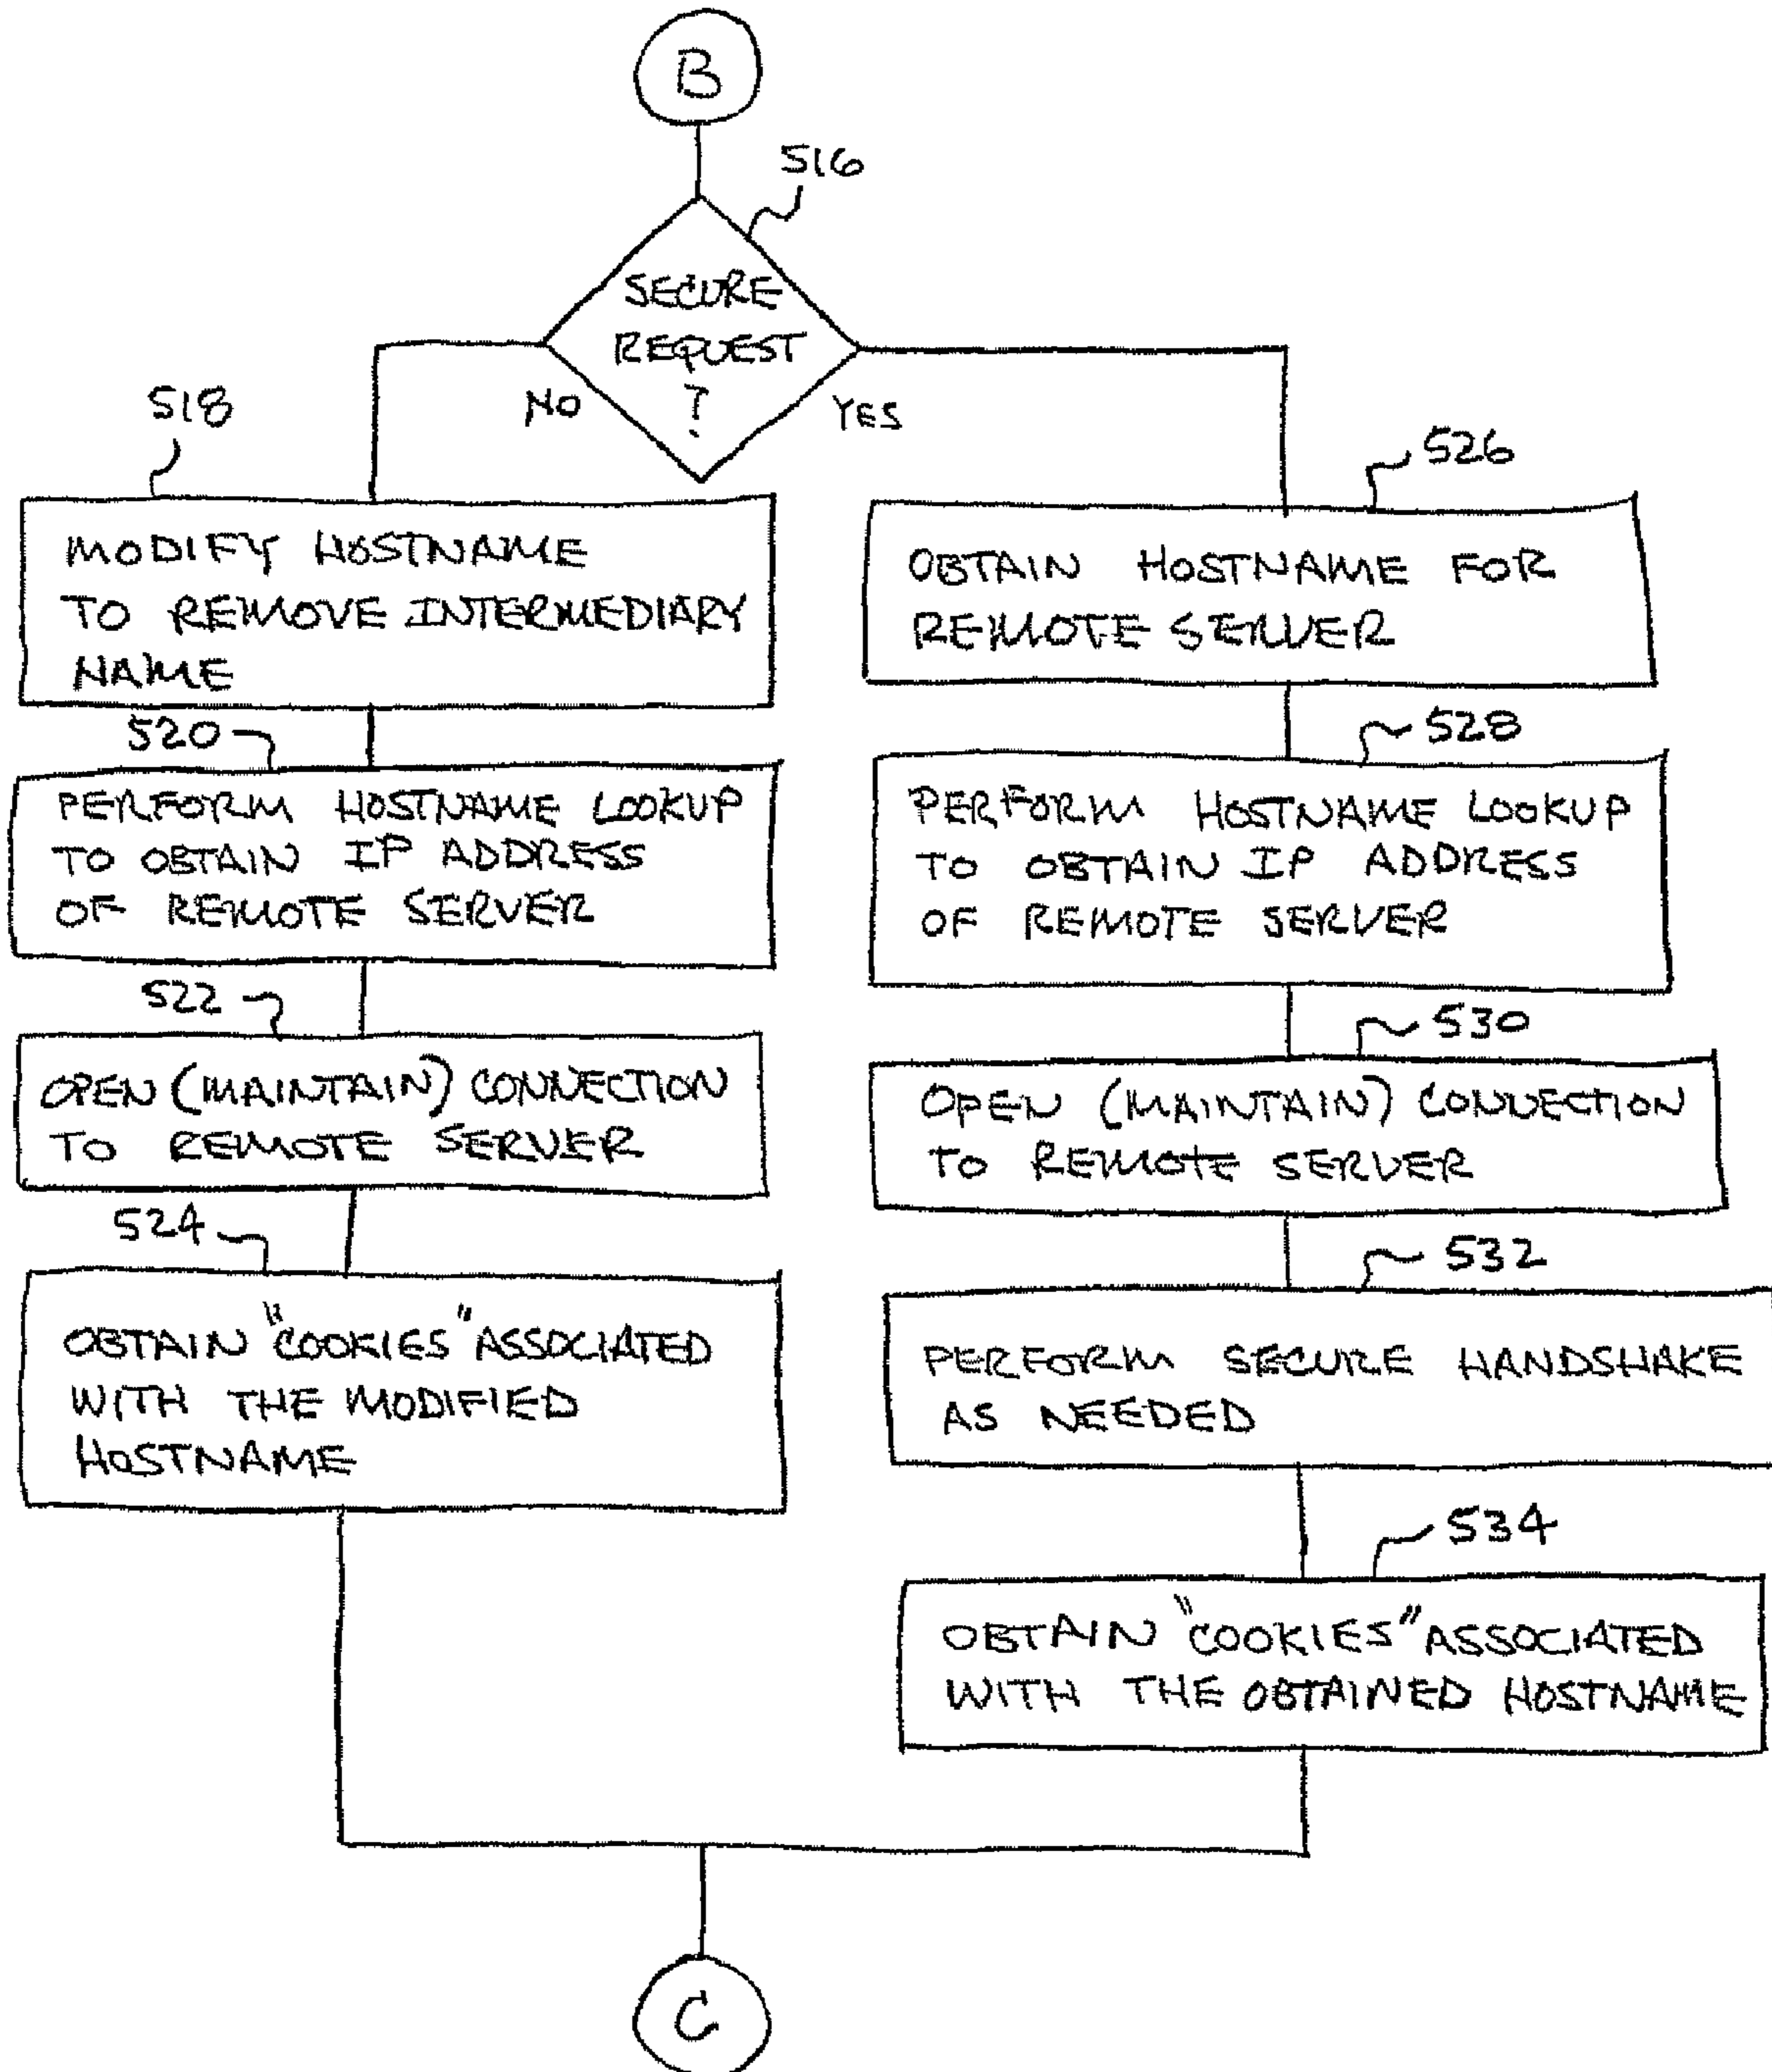 B
516
SECURE
REQUEST
?
NO
YES
518
MODIFY HOSTNAME
TO REMOVE INTERMEDIARY
NAME
520
PERFORM HOSTNAME LOOKUP
TO OBTAIN IP ADDRESS
OF REMOTE SERVER
522
OPEN (MAINTAIN) CONNECTION
TO REMOTE SERVER
524
OBTAIN "COOKIES" ASSOCIATED
WITH THE MODIFIED
HOSTNAME
526
OBTAIN HOSTNAME FOR
REMOTE SERVER
528
PERFORM HOSTNAME LOOKUP
TO OBTAIN IP ADDRESS
OF REMOTE SERVER
530
OPEN (MAINTAIN) CONNECTION
TO REMOTE SERVER
532
PERFORM SECURE HANDSHAKE
AS NEEDED
534
OBTAIN "COOKIES" ASSOCIATED
WITH THE OBTAINED HOSTNAME
C